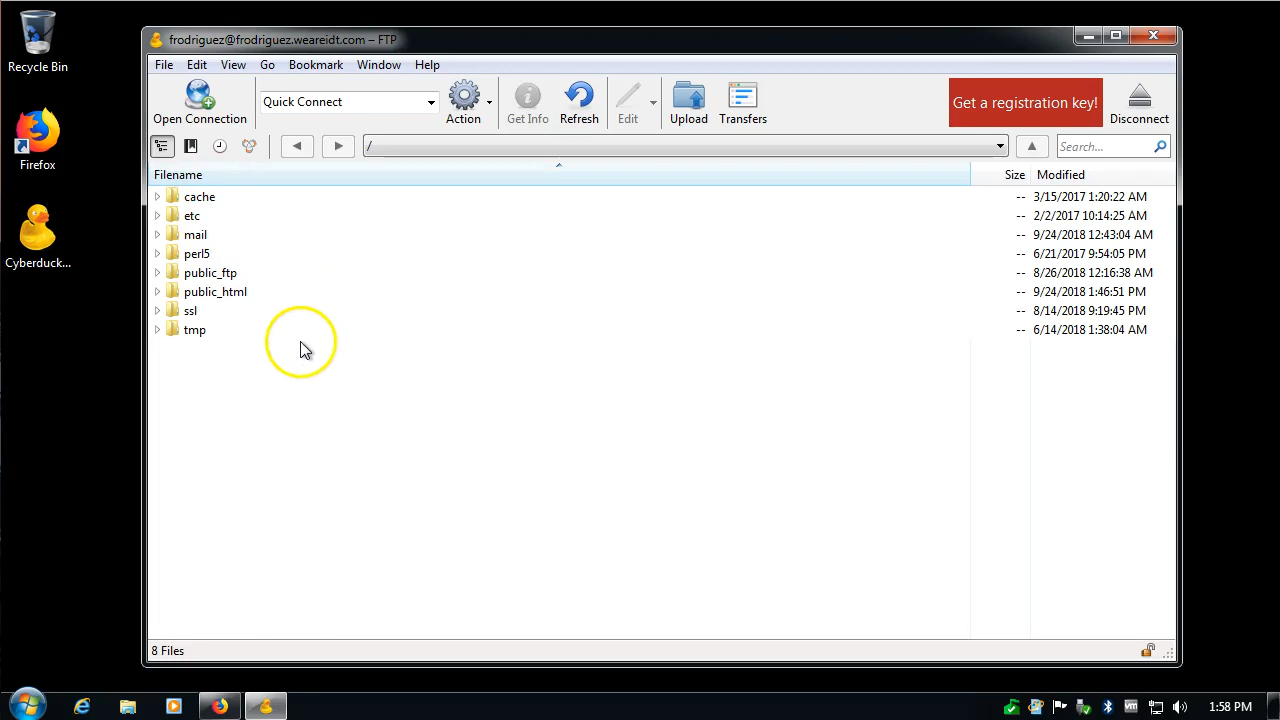 Recycle Bin
Firefox
Cyberduck...
frodriguez@frodriguez.weareidt.com – FTP
File Edit View Go Bookmark Window Help
Open Connection
Quick Connect
Action
Get Info
Refresh
Edit
Upload
Transfers
Get a registration key!
Disconnect
/
Search...
Filename Size Modified
cache -- 3/15/2017 1:20:22 AM
etc -- 2/2/2017 10:14:25 AM
mail -- 9/24/2018 12:43:04 AM
perl5 -- 6/21/2017 9:54:05 PM
public_ftp -- 8/26/2018 12:16:38 AM
public_html -- 9/24/2018 1:46:51 PM
ssl -- 8/14/2018 9:19:45 PM
tmp -- 6/14/2018 1:38:04 AM
8 Files
vm
1:58 PM